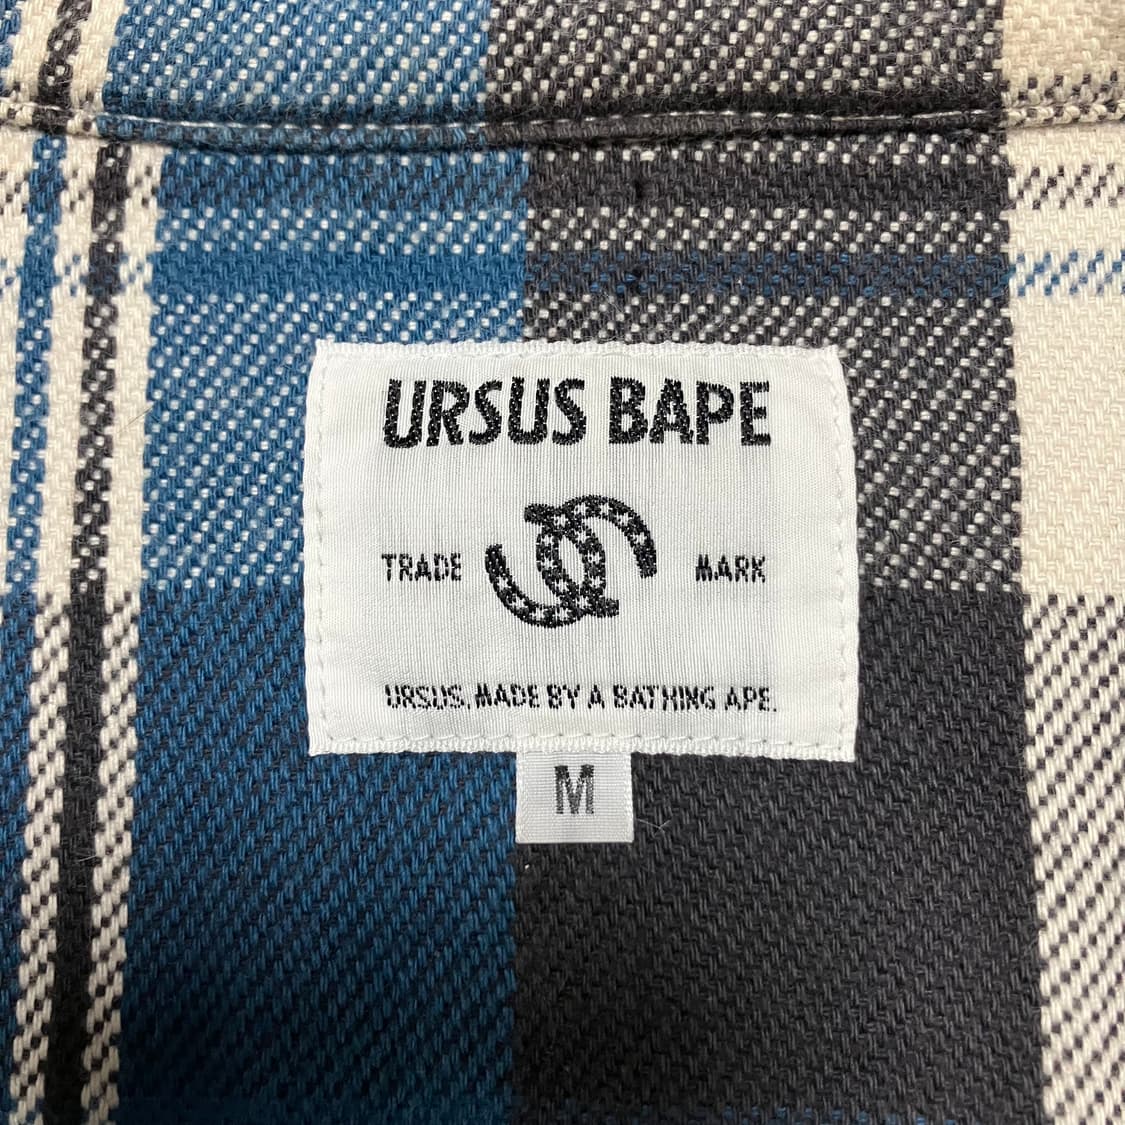 URSUS BAPE
TRADE MARK
URSUS. MADE BY A BATHING APE.
M